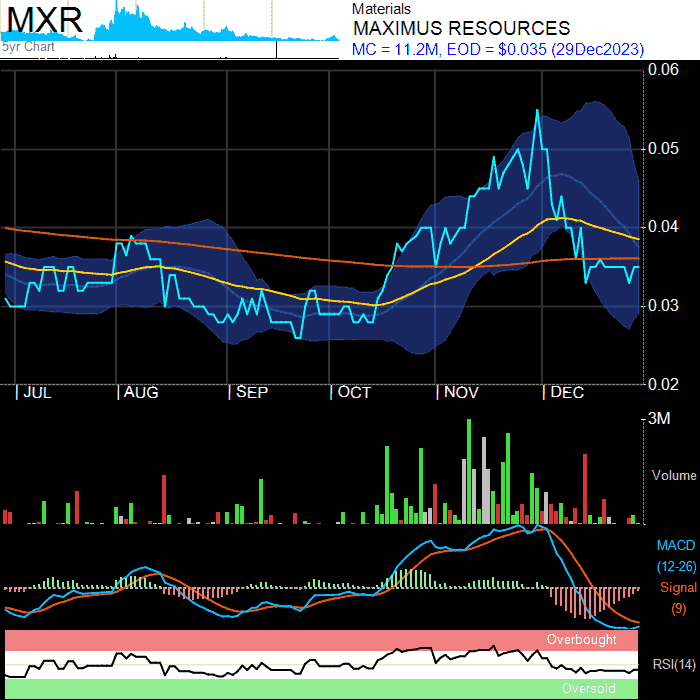 MXR
5yr Chart
Materials
MAXIMUS RESOURCES
MC = 11.2M, EOD = $0.035 (29Dec2023)
0.06
0.05
0.04
0.03
0.02
JUL AUG SEP OCT NOV DEC
3M
Volume
MACD
(12-26)
Signal
(9)
Overbought
RSI(14)
Oversold